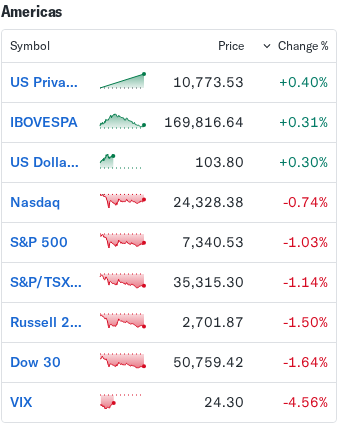 Americas
Symbol Price Change %
US Priva... 10,773.53 +0.40%
IBOVESPA 169,816.64 +0.31%
US Dolla... 103.80 +0.30%
Nasdaq 24,328.38 -0.74%
S&P 500 7,340.53 -1.03%
S&P/TSX... 35,315.30 -1.14%
Russell 2... 2,701.87 -1.50%
Dow 30 50,759.42 -1.64%
VIX 24.30 -4.56%